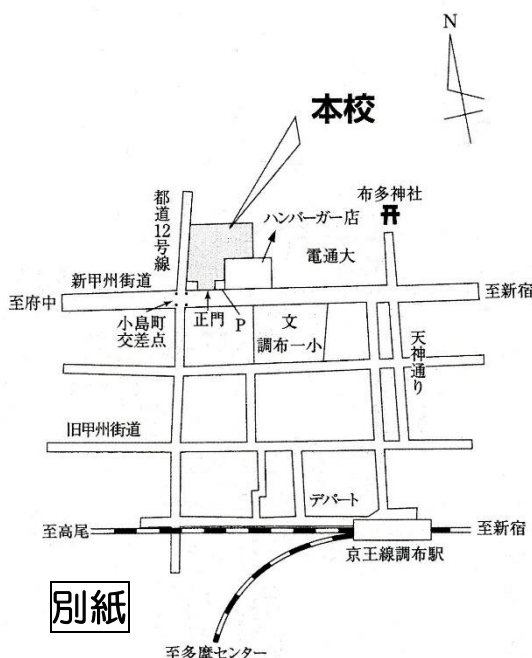 N
本校
布多神社
都道12号線
ハンバーガー店
電通大
新甲州街道
至府中
至新宿
小島町
交差点
正門
P
文
調布一小
天神通り
旧甲州街道
デパート
至高尾
至新宿
京王線調布駅
別紙
至多摩センター